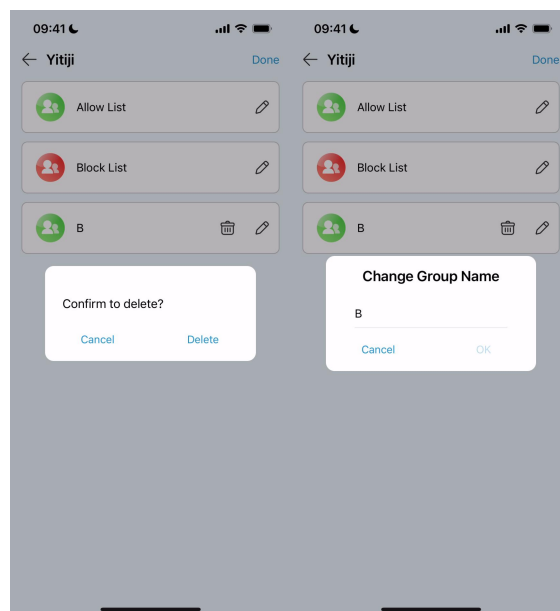 09:41
Yitiji
Done
Allow List
Block List
B
Confirm to delete?
Cancel
Delete
09:41
Yitiji
Done
Allow List
Block List
B
Change Group Name
B
Cancel
OK